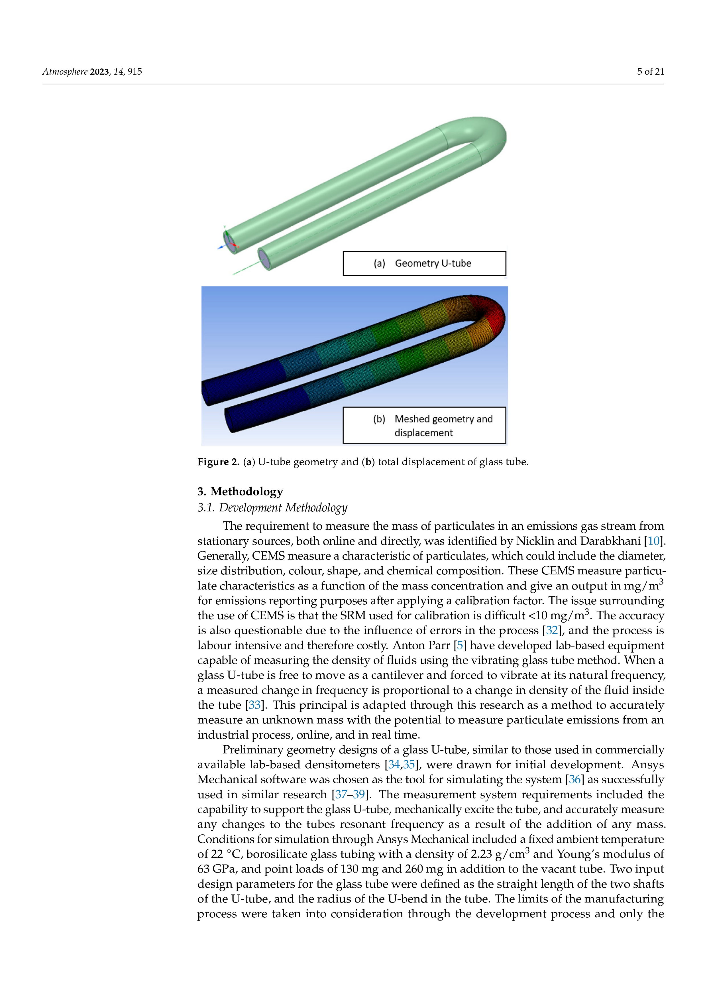 Atmosphere 2023, 14, 915
5 of 21
(a) Geometry U-tube
(b) Meshed geometry and
displacement
Figure 2. (a) U-tube geometry and (b) total displacement of glass tube.
3. Methodology
3.1. Development Methodology
The requirement to measure the mass of particulates in an emissions gas stream from
stationary sources, both online and directly, was identified by Nicklin and Darabkhani [10].
Generally, CEMS measure a characteristic of particulates, which could include the diameter,
size distribution, colour, shape, and chemical composition. These CEMS measure particu-
late characteristics as a function of the mass concentration and give an output in mg/m³
for emissions reporting purposes after applying a calibration factor. The issue surrounding
the use of CEMS is that the SRM used for calibration is difficult <10 mg/m³. The accuracy
is also questionable due to the influence of errors in the process [32], and the process is
labour intensive and therefore costly. Anton Parr [5] have developed lab-based equipment
capable of measuring the density of fluids using the vibrating glass tube method. When a
glass U-tube is free to move as a cantilever and forced to vibrate at its natural frequency,
a measured change in frequency is proportional to a change in density of the fluid inside
the tube [33]. This principal is adapted through this research as a method to accurately
measure an unknown mass with the potential to measure particulate emissions from an
industrial process, online, and in real time.
Preliminary geometry designs of a glass U-tube, similar to those used in commercially
available lab-based densitometers [34,35], were drawn for initial development. Ansys
Mechanical software was chosen as the tool for simulating the system [36] as successfully
used in similar research [37–39]. The measurement system requirements included the
capability to support the glass U-tube, mechanically excite the tube, and accurately measure
any changes to the tubes resonant frequency as a result of the addition of any mass.
Conditions for simulation through Ansys Mechanical included a fixed ambient temperature
of 22 °C, borosilicate glass tubing with a density of 2.23 g/cm³ and Young's modulus of
63 GPa, and point loads of 130 mg and 260 mg in addition to the vacant tube. Two input
design parameters for the glass tube were defined as the straight length of the two shafts
of the U-tube, and the radius of the U-bend in the tube. The limits of the manufacturing
process were taken into consideration through the development process and only the